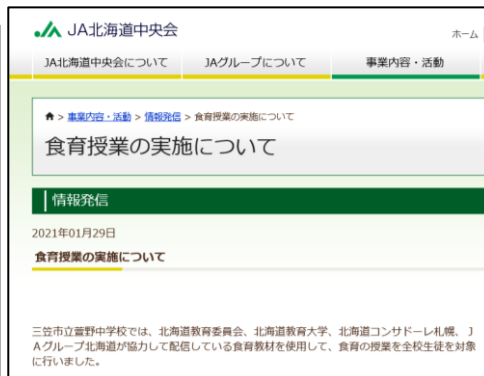 JA北海道中央会
ホーム
JA北海道中央会について JAグループについて 事業内容・活動
> 事業内容・活動 > 情報発信 > 食育授業の実施について
食育授業の実施について
情報発信
2021年01月29日
食育授業の実施について
三笠市立萱野中学校では、北海道教育委員会、北海道教育大学、北海道コンサドーレ札幌、J
Aグループ北海道が協力して配信している食育教材を使用して、食育の授業を全校生徒を対象
に行いました。